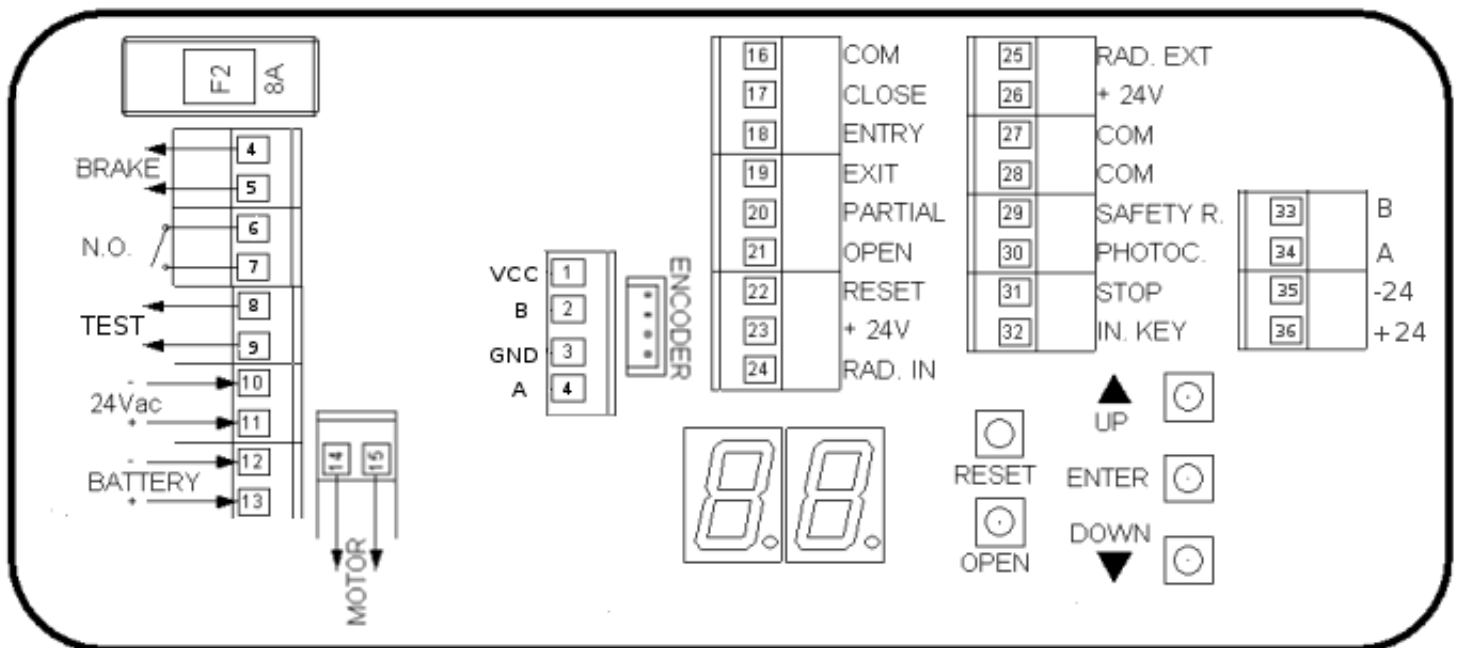 F2 8A
4
BRAKE
5
6
N.O.
7
8
TEST
9
- 10
24Vac
+ 11
- 12
BATTERY
+ 13
14 15
MOTOR
VCC 1
B 2
GND 3
A 4
ENCODER
16 COM
17 CLOSE
18 ENTRY
19 EXIT
20 PARTIAL
21 OPEN
22 RESET
23 + 24V
24 RAD. IN
25 RAD. EXT
26 + 24V
27 COM
28 COM
29 SAFETY R.
30 PHOTOC.
31 STOP
32 IN. KEY
33 B
34 A
35 -24
36 +24
8.8.
RESET
OPEN
UP
ENTER
DOWN